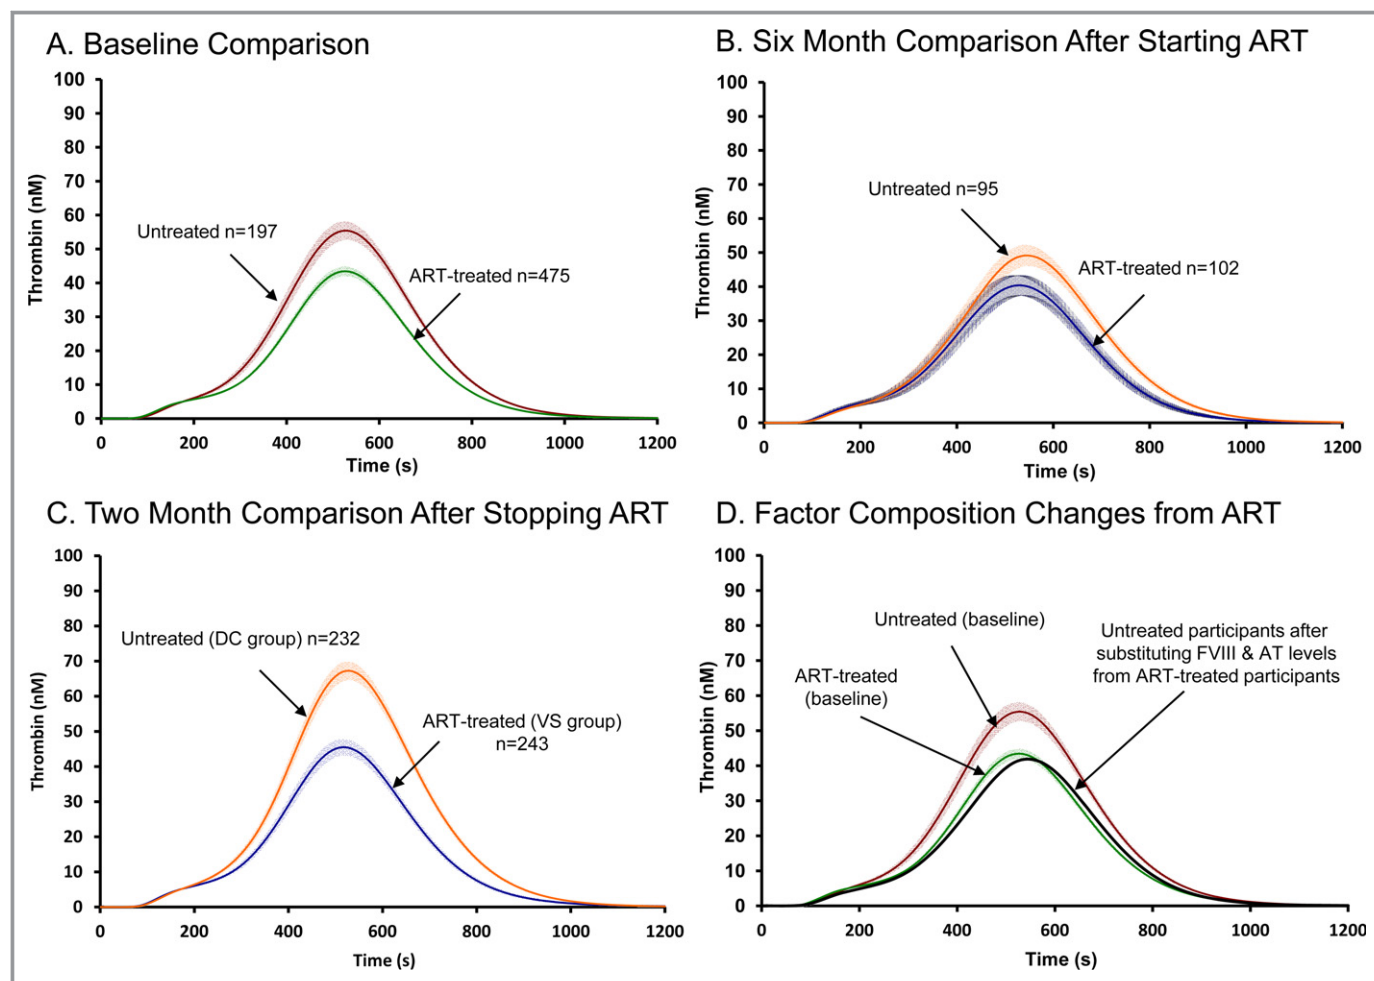 A. Baseline Comparison
100
90
80
70
60
50
40
30
20
10
0
Thrombin (nM)
Untreated n=197
ART-treated n=475
0 200 400 600 800 1000 1200
Time (s)
B. Six Month Comparison After Starting ART
100
90
80
70
60
50
40
30
20
10
0
Thrombin (nM)
Untreated n=95
ART-treated n=102
0 200 400 600 800 1000 1200
Time (s)
C. Two Month Comparison After Stopping ART
100
90
80
70
60
50
40
30
20
10
0
Thrombin (nM)
Untreated (DC group) n=232
ART-treated (VS group)
n=243
0 200 400 600 800 1000 1200
Time (s)
D. Factor Composition Changes from ART
100
90
80
70
60
50
40
30
20
10
0
Thrombin (nM)
Untreated (baseline)
ART-treated
(baseline)
Untreated participants after
substituting FVIII & AT levels
from ART-treated participants
0 200 400 600 800 1000 1200
Time (s)